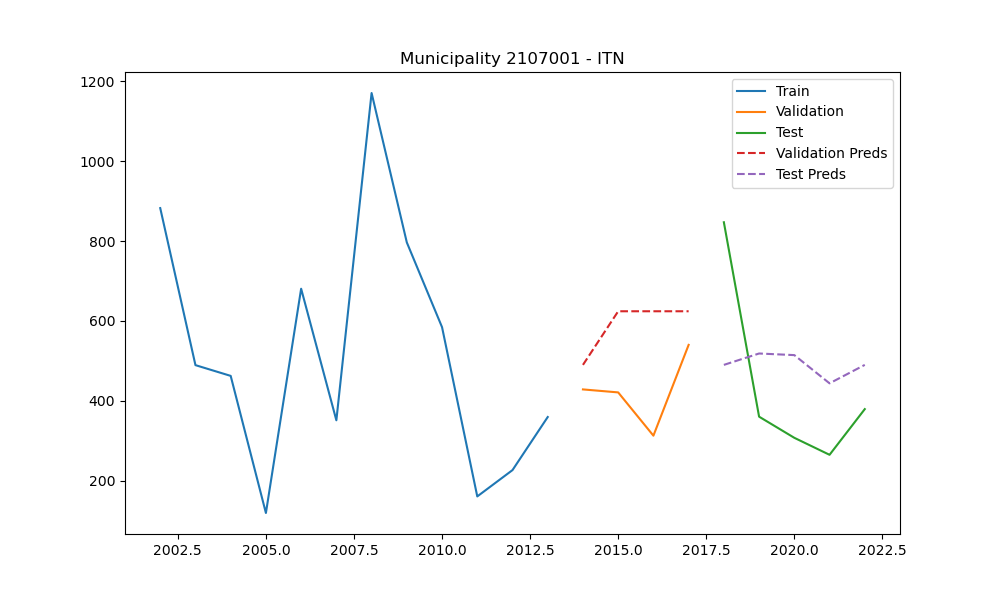 Municipality 2107001 - ITN
1200
1000
800
600
400
200
Train
Validation
Test
Validation Preds
Test Preds
2002.5 2005.0 2007.5 2010.0 2012.5 2015.0 2017.5 2020.0 2022.5